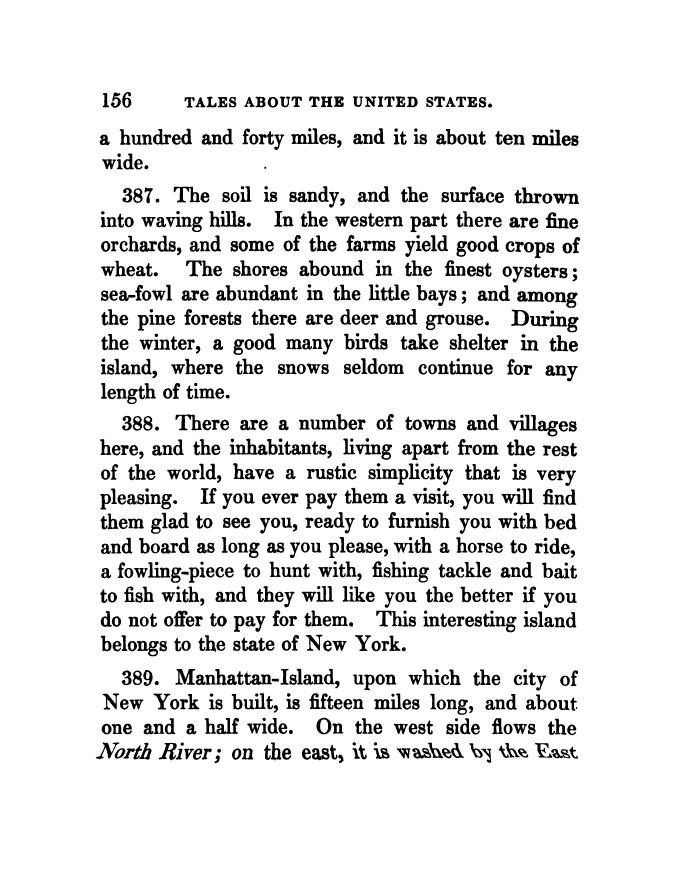 156 TALES ABOUT THE UNITED STATES.
a hundred and forty miles, and it is about ten miles
wide.
387. The soil is sandy, and the surface thrown
into waving hills. In the western part there are fine
orchards, and some of the farms yield good crops of
wheat. The shores abound in the finest oysters;
sea-fowl are abundant in the little bays; and among
the pine forests there are deer and grouse. During
the winter, a good many birds take shelter in the
island, where the snows seldom continue for any
length of time.
388. There are a number of towns and villages
here, and the inhabitants, living apart from the rest
of the world, have a rustic simplicity that is very
pleasing. If you ever pay them a visit, you will find
them glad to see you, ready to furnish you with bed
and board as long as you please, with a horse to ride,
a fowling-piece to hunt with, fishing tackle and bait
to fish with, and they will like you the better if you
do not offer to pay for them. This interesting island
belongs to the state of New York.
389. Manhattan-Island, upon which the city of
New York is built, is fifteen miles long, and about
one and a half wide. On the west side flows the
North River; on the east, it is washed by the East